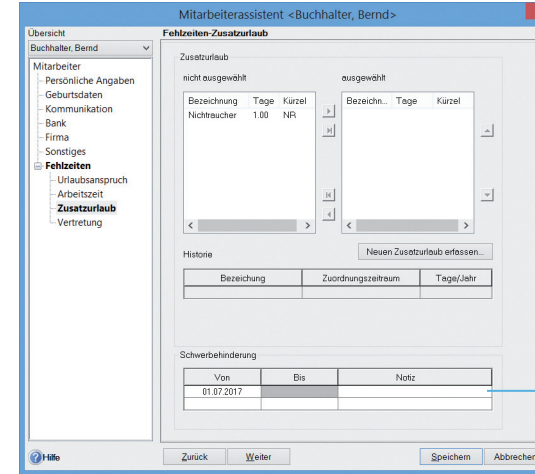 Mitarbeiterassistent <Buchhalter, Bernd>
Übersicht
Buchhalter, Bernd
Mitarbeiter
Persönliche Angaben
Geburtsdaten
Kommunikation
Bank
Firma
Sonstiges
Fehlzeiten
Urlaubsanspruch
Arbeitszeit
Zusatzurlaub
Vertretung
Fehlzeiten-Zusatzurlaub
Zusatzurlaub
nicht ausgewählt ausgewählt
Bezeichnung Tage Kürzel Bezeichn... Tage Kürzel
Nichtraucher 1.00 NR
Neuen Zusatzurlaub erfassen...
Historie
Bezeichung Zuordnungszeitraum Tage/Jahr
Schwerbehinderung
Von Bis Notiz
01.07.2017
Hilfe Zurück Weiter Speichern Abbrechen